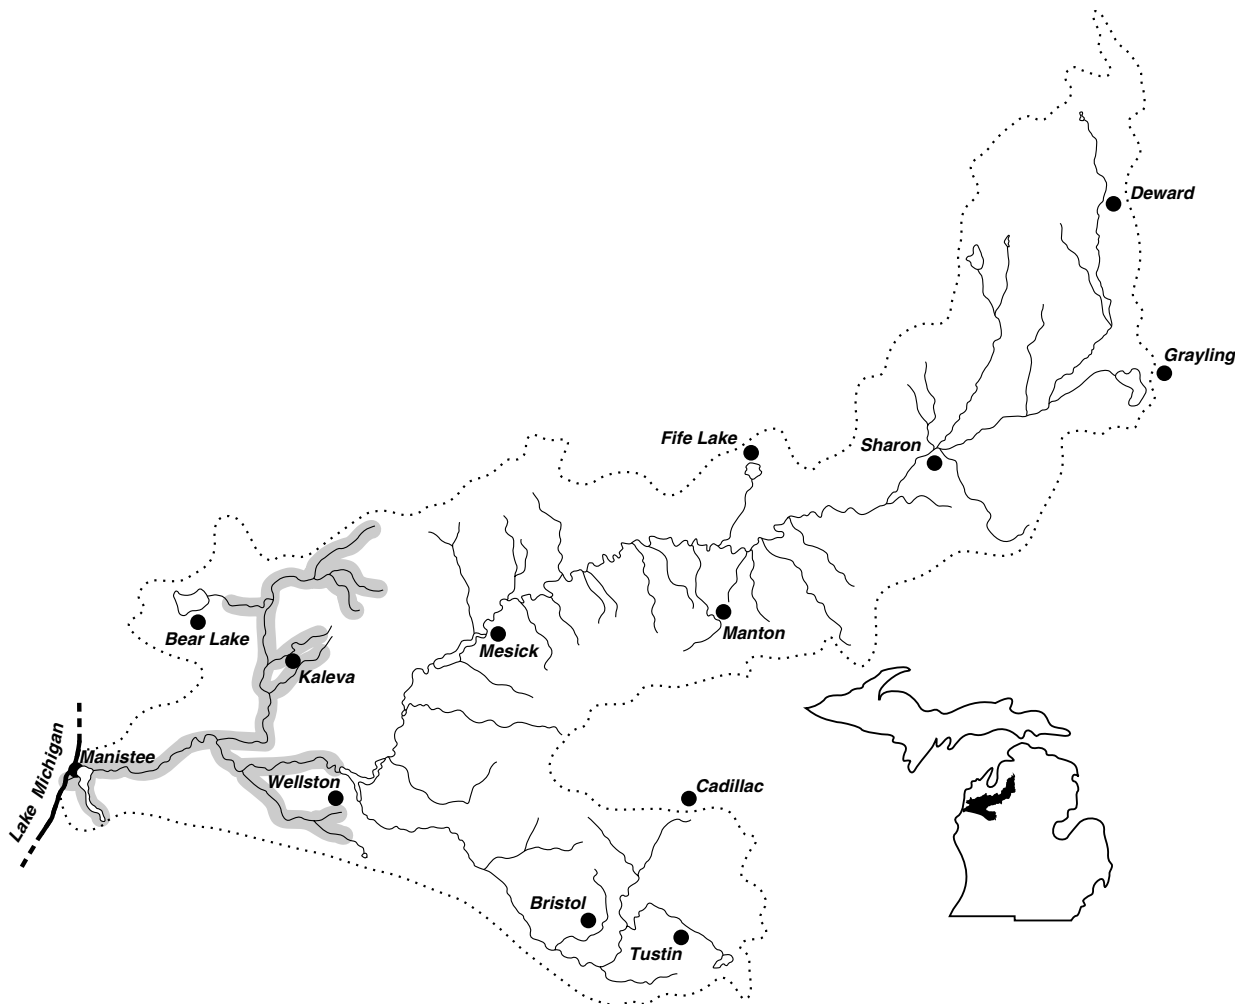 Deward
Grayling
Fife Lake
Sharon
Manton
Mesick
Bear Lake
Kaleva
Lake Michigan
Manistee
Wellston
Cadillac
Bristol
Tustin